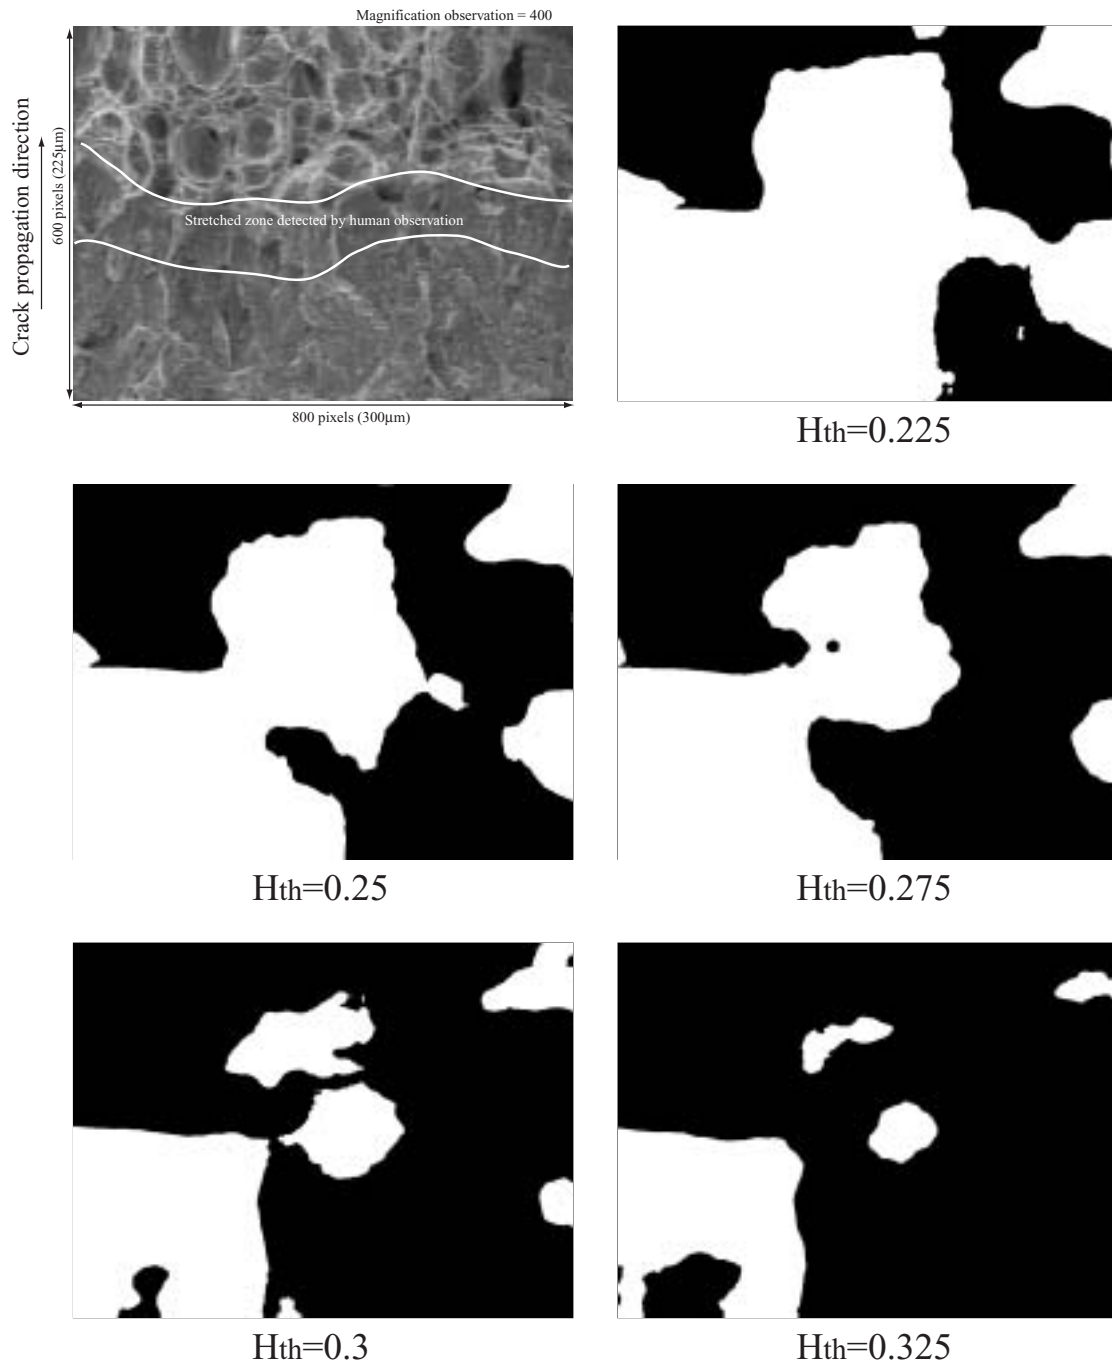 Magnification observation = 400
Crack propagation direction
600 pixels (225μm)
Stretched zone detected by human observation
800 pixels (300μm)
Hth=0.225
Hth=0.25
Hth=0.275
Hth=0.3
Hth=0.325